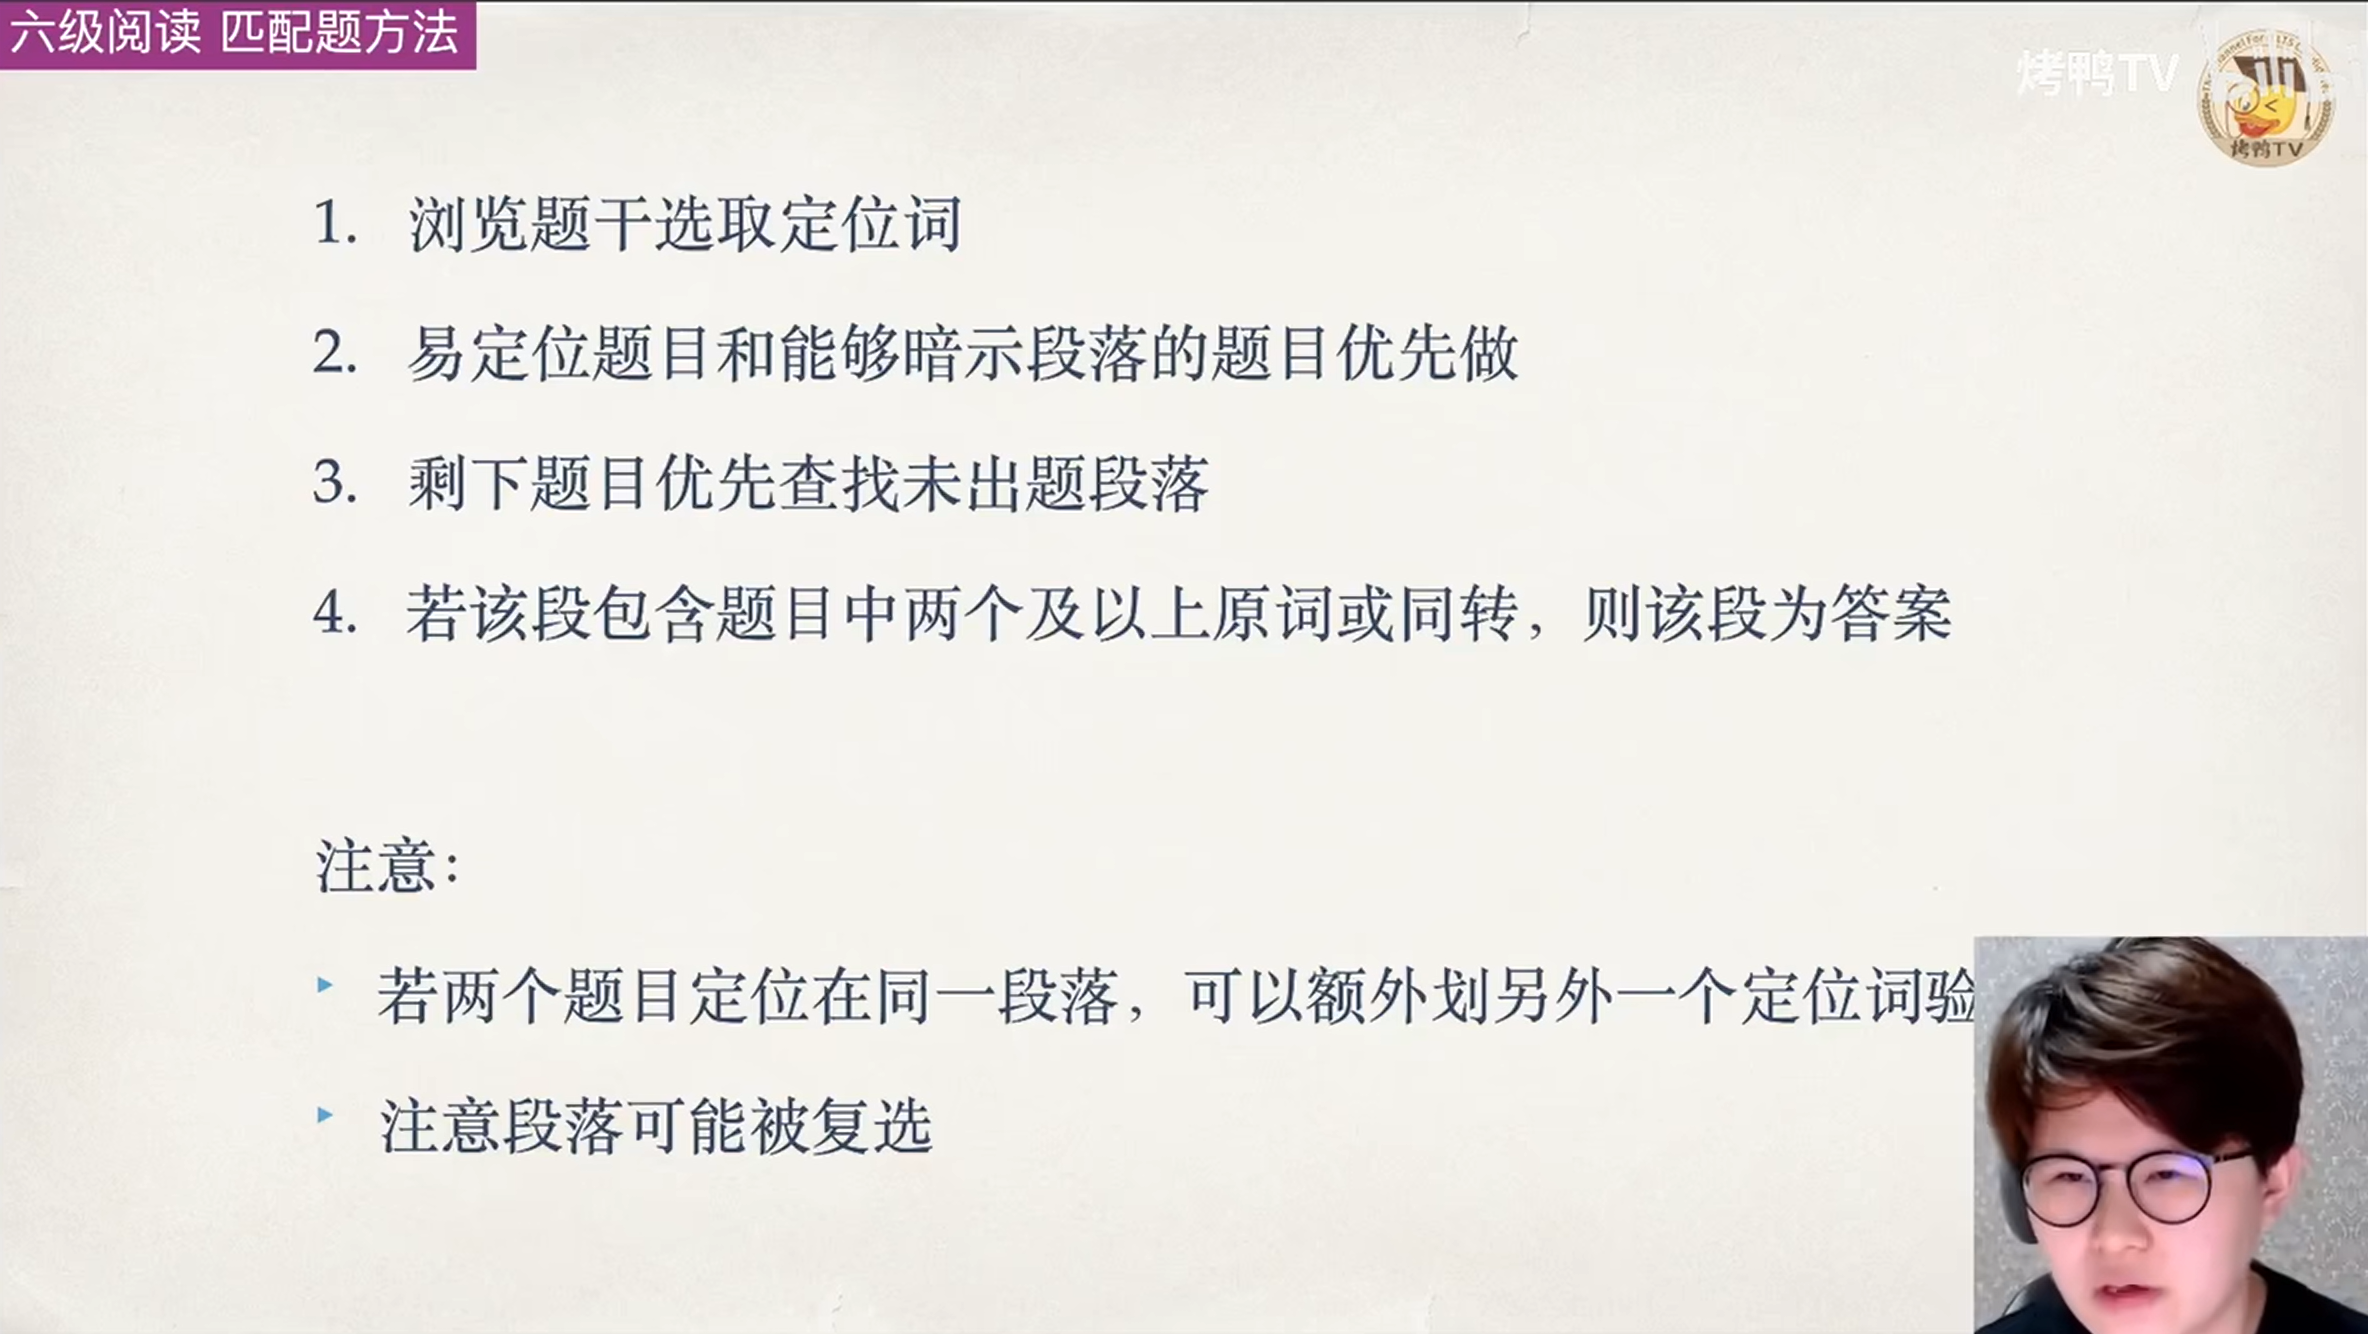 六级阅读 匹配题方法
烤鸭TV
烤鸭TV
1. 浏览题干选取定位词
2. 易定位题目和能够暗示段落的题目优先做
3. 剩下题目优先查找未出题段落
4. 若该段包含题目中两个及以上原词或同转，则该段为答案
注意：
▸ 若两个题目定位在同一段落，可以额外划另外一个定位词验
▸ 注意段落可能被复选